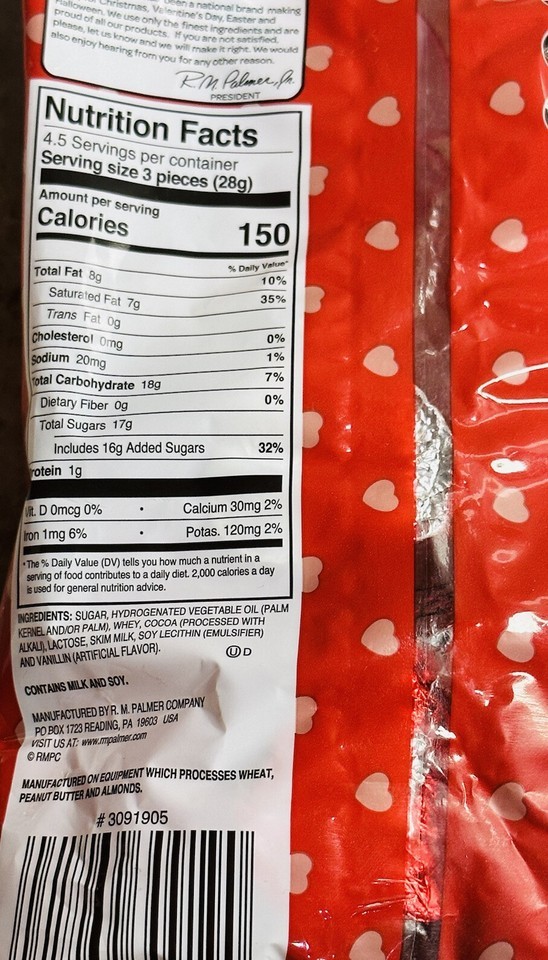 been a national brand making
Halloween, Christmas, Valentine's Day, Easter and
We use only the finest ingredients and are
proud of all our products. If you are not satisfied,
please, let us know and we will make it right. We would
also enjoy hearing from you for any other reason.
R.M. Palmer, Jr.
PRESIDENT
Nutrition Facts
4.5 Servings per container
Serving size 3 pieces (28g)
Amount per serving
Calories 150
% Daily Value*
Total Fat 8g 10%
Saturated Fat 7g 35%
Trans Fat 0g
Cholesterol 0mg 0%
Sodium 20mg 1%
Total Carbohydrate 18g 7%
Dietary Fiber 0g 0%
Total Sugars 17g
Includes 16g Added Sugars 32%
rotein 1g
Vit. D 0mcg 0% • Calcium 30mg 2%
Iron 1mg 6% • Potas. 120mg 2%
*The % Daily Value (DV) tells you how much a nutrient in a
serving of food contributes to a daily diet. 2,000 calories a day
is used for general nutrition advice.
INGREDIENTS: SUGAR, HYDROGENATED VEGETABLE OIL (PALM
KERNEL AND/OR PALM), WHEY, COCOA (PROCESSED WITH
ALKALI), LACTOSE, SKIM MILK, SOY LECITHIN (EMULSIFIER)
AND VANILLIN (ARTIFICIAL FLAVOR).
Ⓤ D
CONTAINS MILK AND SOY.
MANUFACTURED BY R. M. PALMER COMPANY
PO BOX 1723 READING, PA 19603 USA
VISIT US AT: www.rmpalmer.com
© RMPC
MANUFACTURED ON EQUIPMENT WHICH PROCESSES WHEAT,
PEANUT BUTTER AND ALMONDS.
# 3091905